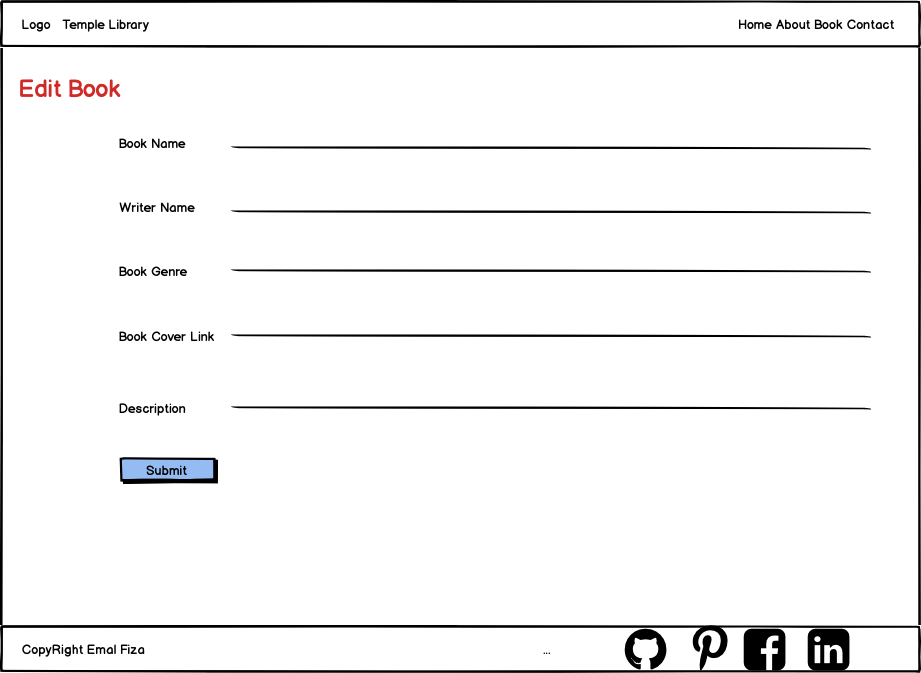 Logo Temple Library
Home About Book Contact
Edit Book
Book Name
Writer Name
Book Genre
Book Cover Link
Description
Submit
CopyRight Emal Fiza
...
in